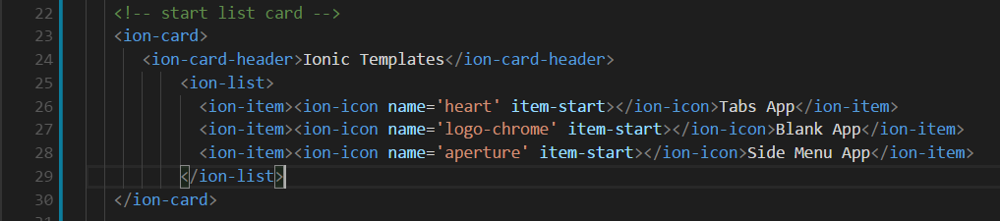 22 <!-- start list card -->
23 <ion-card>
24 <ion-card-header>Ionic Templates</ion-card-header>
25 <ion-list>
26 <ion-item><ion-icon name='heart' item-start></ion-icon>Tabs App</ion-item>
27 <ion-item><ion-icon name='logo-chrome' item-start></ion-icon>Blank App</ion-item>
28 <ion-item><ion-icon name='aperture' item-start></ion-icon>Side Menu App</ion-item>
29 </ion-list>
30 </ion-card>
31